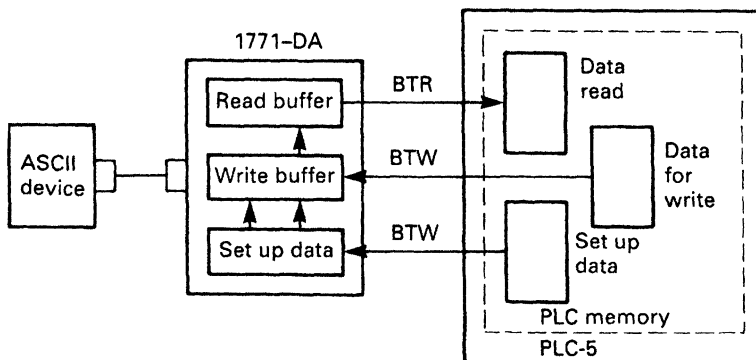 1771-DA
ASCII
device
Read buffer
Write buffer
Set up data
BTR
BTW
BTW
Data
read
Data
for
write
Set up
data
PLC memory
PLC-5